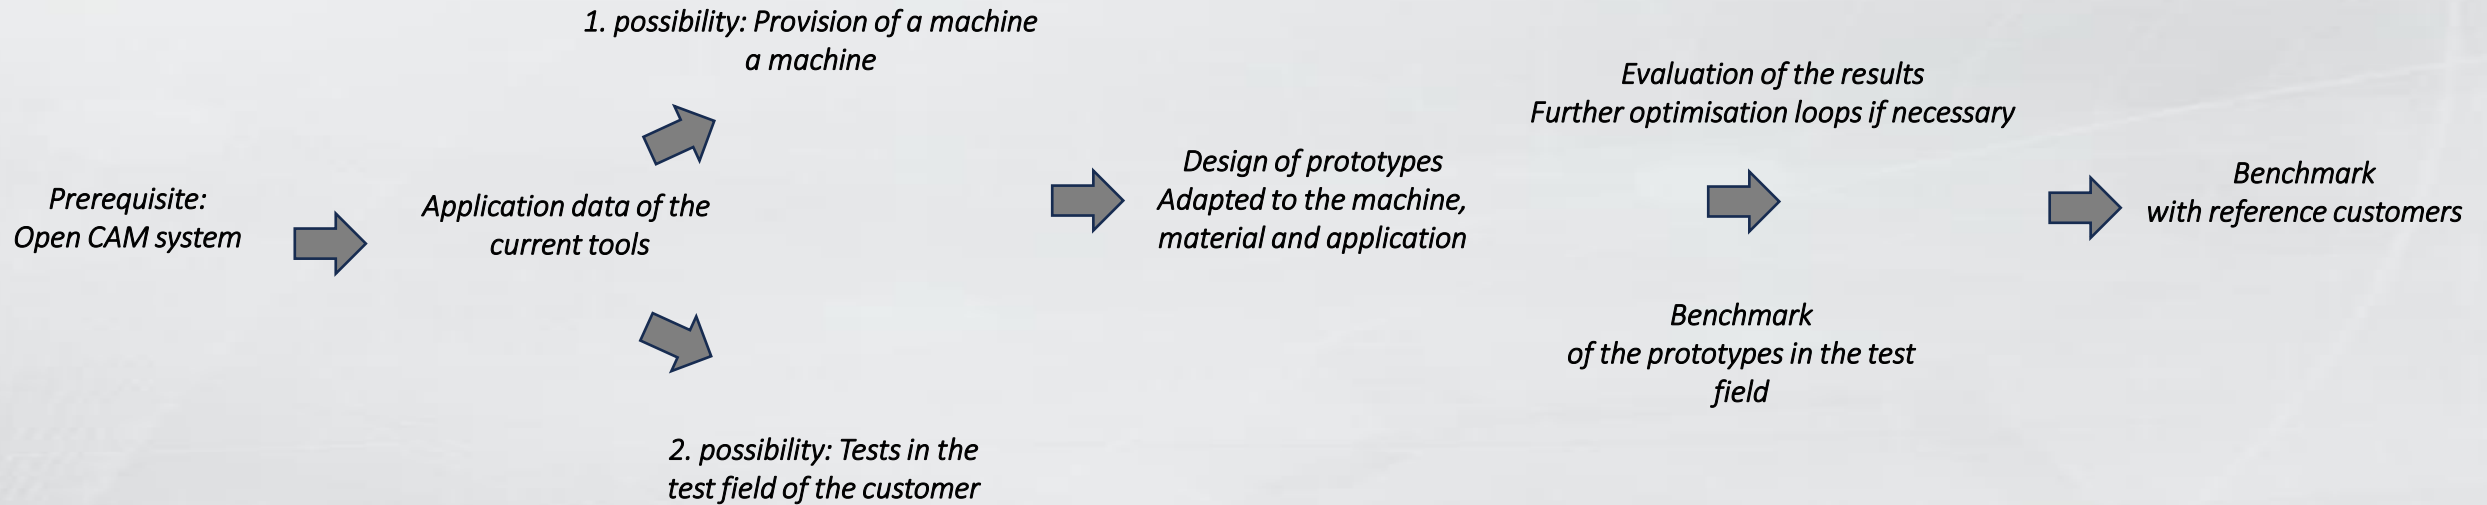 Prerequisite:
Open CAM system
Application data of the
current tools
1. possibility: Provision of a machine
a machine
2. possibility: Tests in the
test field of the customer
Design of prototypes
Adapted to the machine,
material and application
Evaluation of the results
Further optimisation loops if necessary
Benchmark
of the prototypes in the test
field
Benchmark
with reference customers